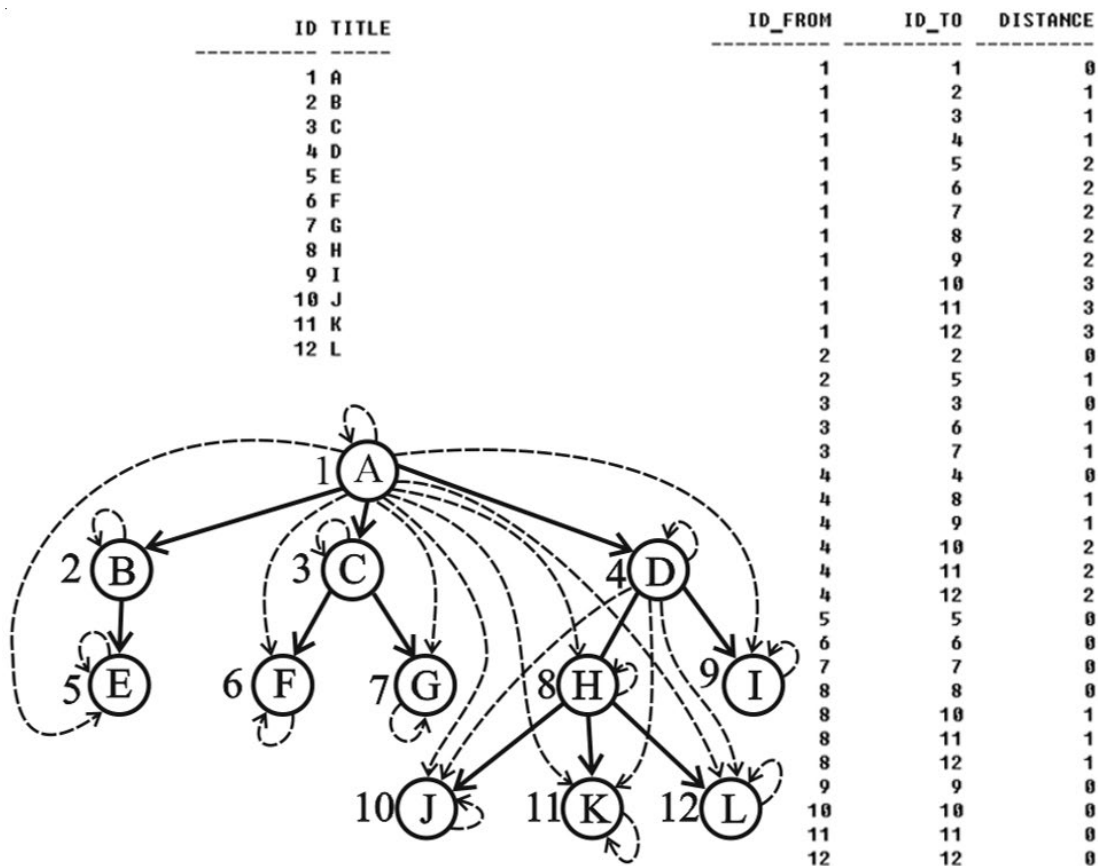 ID TITLE
---------- -----
1 A
2 B
3 C
4 D
5 E
6 F
7 G
8 H
9 I
10 J
11 K
12 L
ID_FROM ID_TO DISTANCE
---------- ---------- ----------
1 1 0
1 2 1
1 3 1
1 4 1
1 5 2
1 6 2
1 7 2
1 8 2
1 9 2
1 10 3
1 11 3
1 12 3
2 2 0
2 5 1
3 3 0
3 6 1
3 7 1
4 4 0
4 8 1
4 9 1
4 10 2
4 11 2
4 12 2
5 5 0
6 6 0
7 7 0
8 8 0
8 10 1
8 11 1
8 12 1
9 9 0
10 10 0
11 11 0
12 12 0
1 A
2 B 3 C 4 D
5 E 6 F 7 G 8 H 9 I
10 J 11 K 12 L